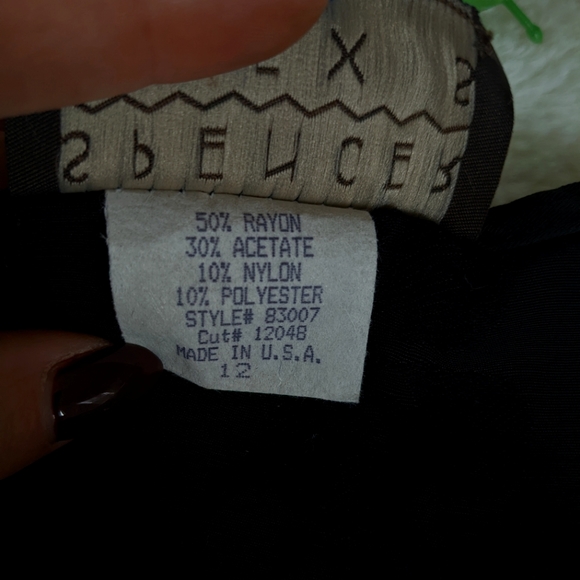 X S
SPENCER
50% RAYON
30% ACETATE
10% NYLON
10% POLYESTER
STYLE# 83007
Cut# 12048
MADE IN U.S.A.
12